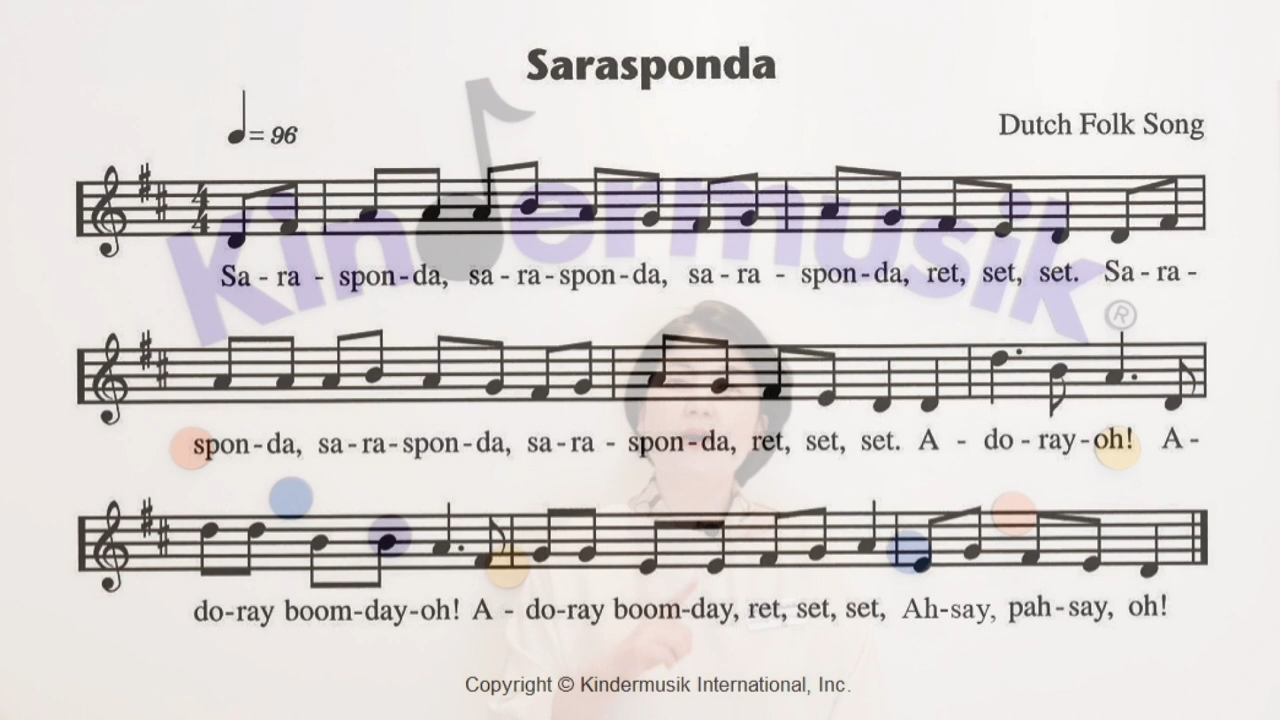 Sarasponda
= 96
Dutch Folk Song
Kindermusik®
4
4
Sa - ra - spon - da, sa - ra - spon - da, sa - ra - spon - da, ret, set, set. Sa - ra -
spon - da, sa - ra - spon - da, sa - ra - spon - da, ret, set, set. A - do - ray - oh! A -
do-ray boom-day-oh! A - do-ray boom-day, ret, set, set, Ah-say, pah-say, oh!
Copyright © Kindermusik International, Inc.